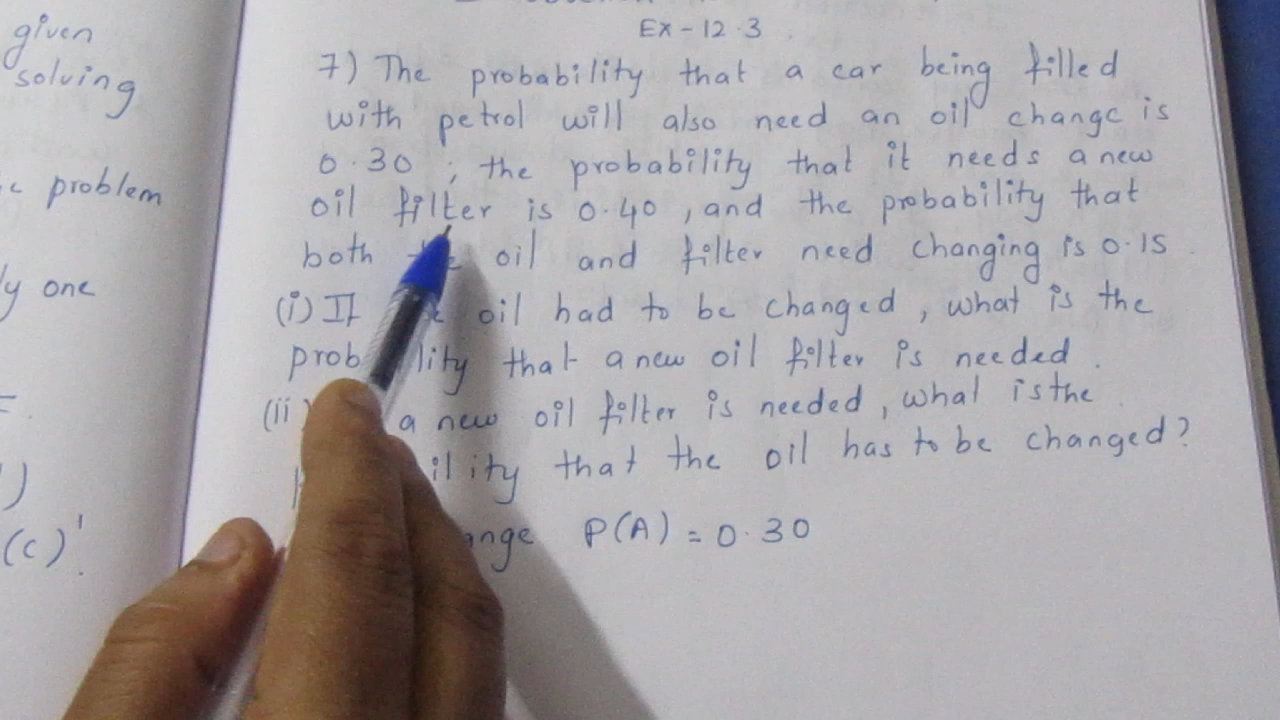 given
solving
problem
y one
(c)'
Ex - 12.3
7) The probability that a car being filled
with petrol will also need an oil change is
0.30 ; the probability that it needs a new
oil filter is 0.40 , and the probability that
both the oil and filter need changing is 0.15
(i) If oil had to be changed , what is the
prob lity that a new oil filter is needed .
(ii) a new oil filter is needed , what is the
ility that the oil has to be changed ?
ange P(A) = 0.30